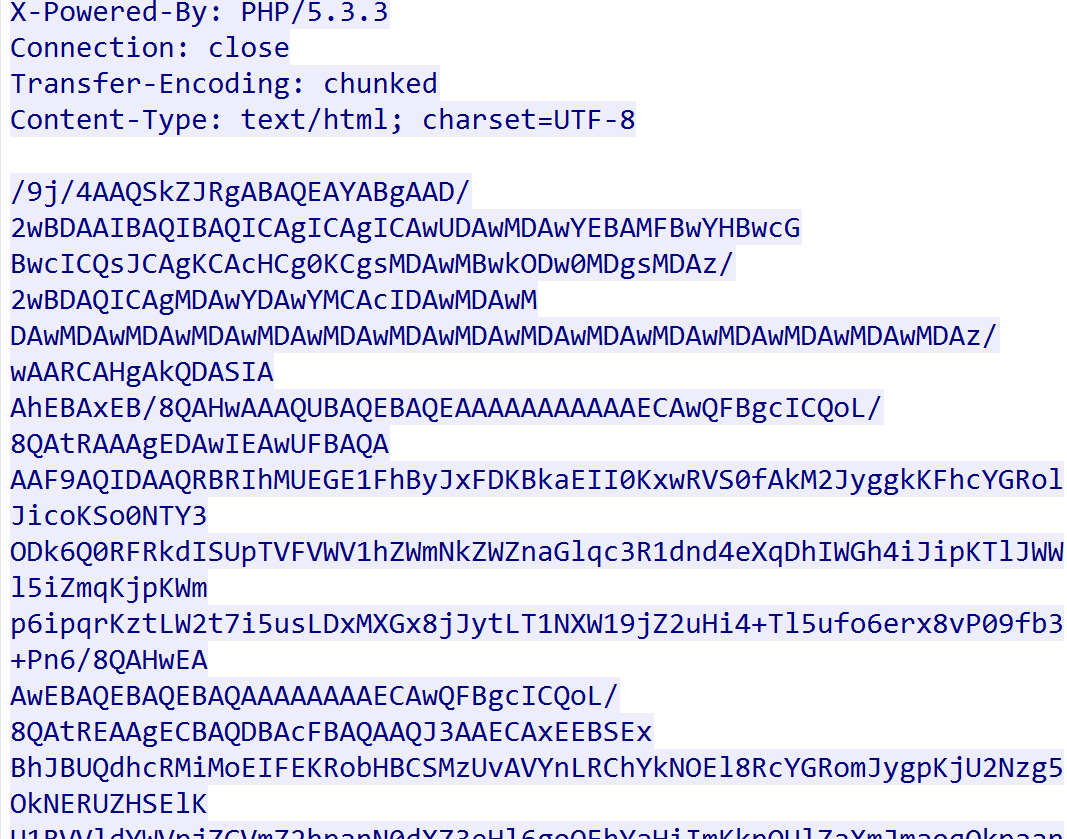 X-Powered-By: PHP/5.3.3
Connection: close
Transfer-Encoding: chunked
Content-Type: text/html; charset=UTF-8
/9j/4AAQSkZJRgABAQEAYABgAAD/
2wBDAAIBAQIBAQICAgICAgICAwUDAwMDAwYEBAMFBwYHBwcG
BwcICQsJCAgKCAcHCg0KCgsMDAwMBwkODw0MDgsMDAz/
2wBDAQICAgMDAwYDAwYMCAcIDAwMDAwM
DAwMDAwMDAwMDAwMDAwMDAwMDAwMDAwMDAwMDAwMDAwMDAwMDAwMDAwMDAz/
wAARCAHgAkQDASIA
AhEBAxEB/8QAHwAAAQUBAQEBAQEAAAAAAAAAAAECAwQFBgcICQoL/
8QAtRAAAgEDAwIEAwUFBAQA
AAF9AQIDAAQRBRIhMUEGE1FhByJxFDKBkaEII0KxwRVS0fAkM2JyggkKFhcYGRol
JicoKSo0NTY3
ODk6Q0RFRkdISUpTVFVWV1hZWmNkZWZnaGlqc3R1dnd4eXqDhIWGh4iJipKTlJWW
l5iZmqKjpKWm
p6ipqrKztLW2t7i5usLDxMXGx8jJytLT1NXW19jZ2uHi4+Tl5ufo6erx8vP09fb3
+Pn6/8QAHwEA
AwEBAQEBAQEBAQAAAAAAAAECAwQFBgcICQoL/
8QAtREAAgECBAQDBAcFBAQAAQJ3AAECAxEEBSEx
BhJBUQdhcRMiMoEIFEKRobHBCSMzUvAVYnLRChYkNOEl8RcYGRomJygpKjU2Nzg5
OkNERUZHSElK